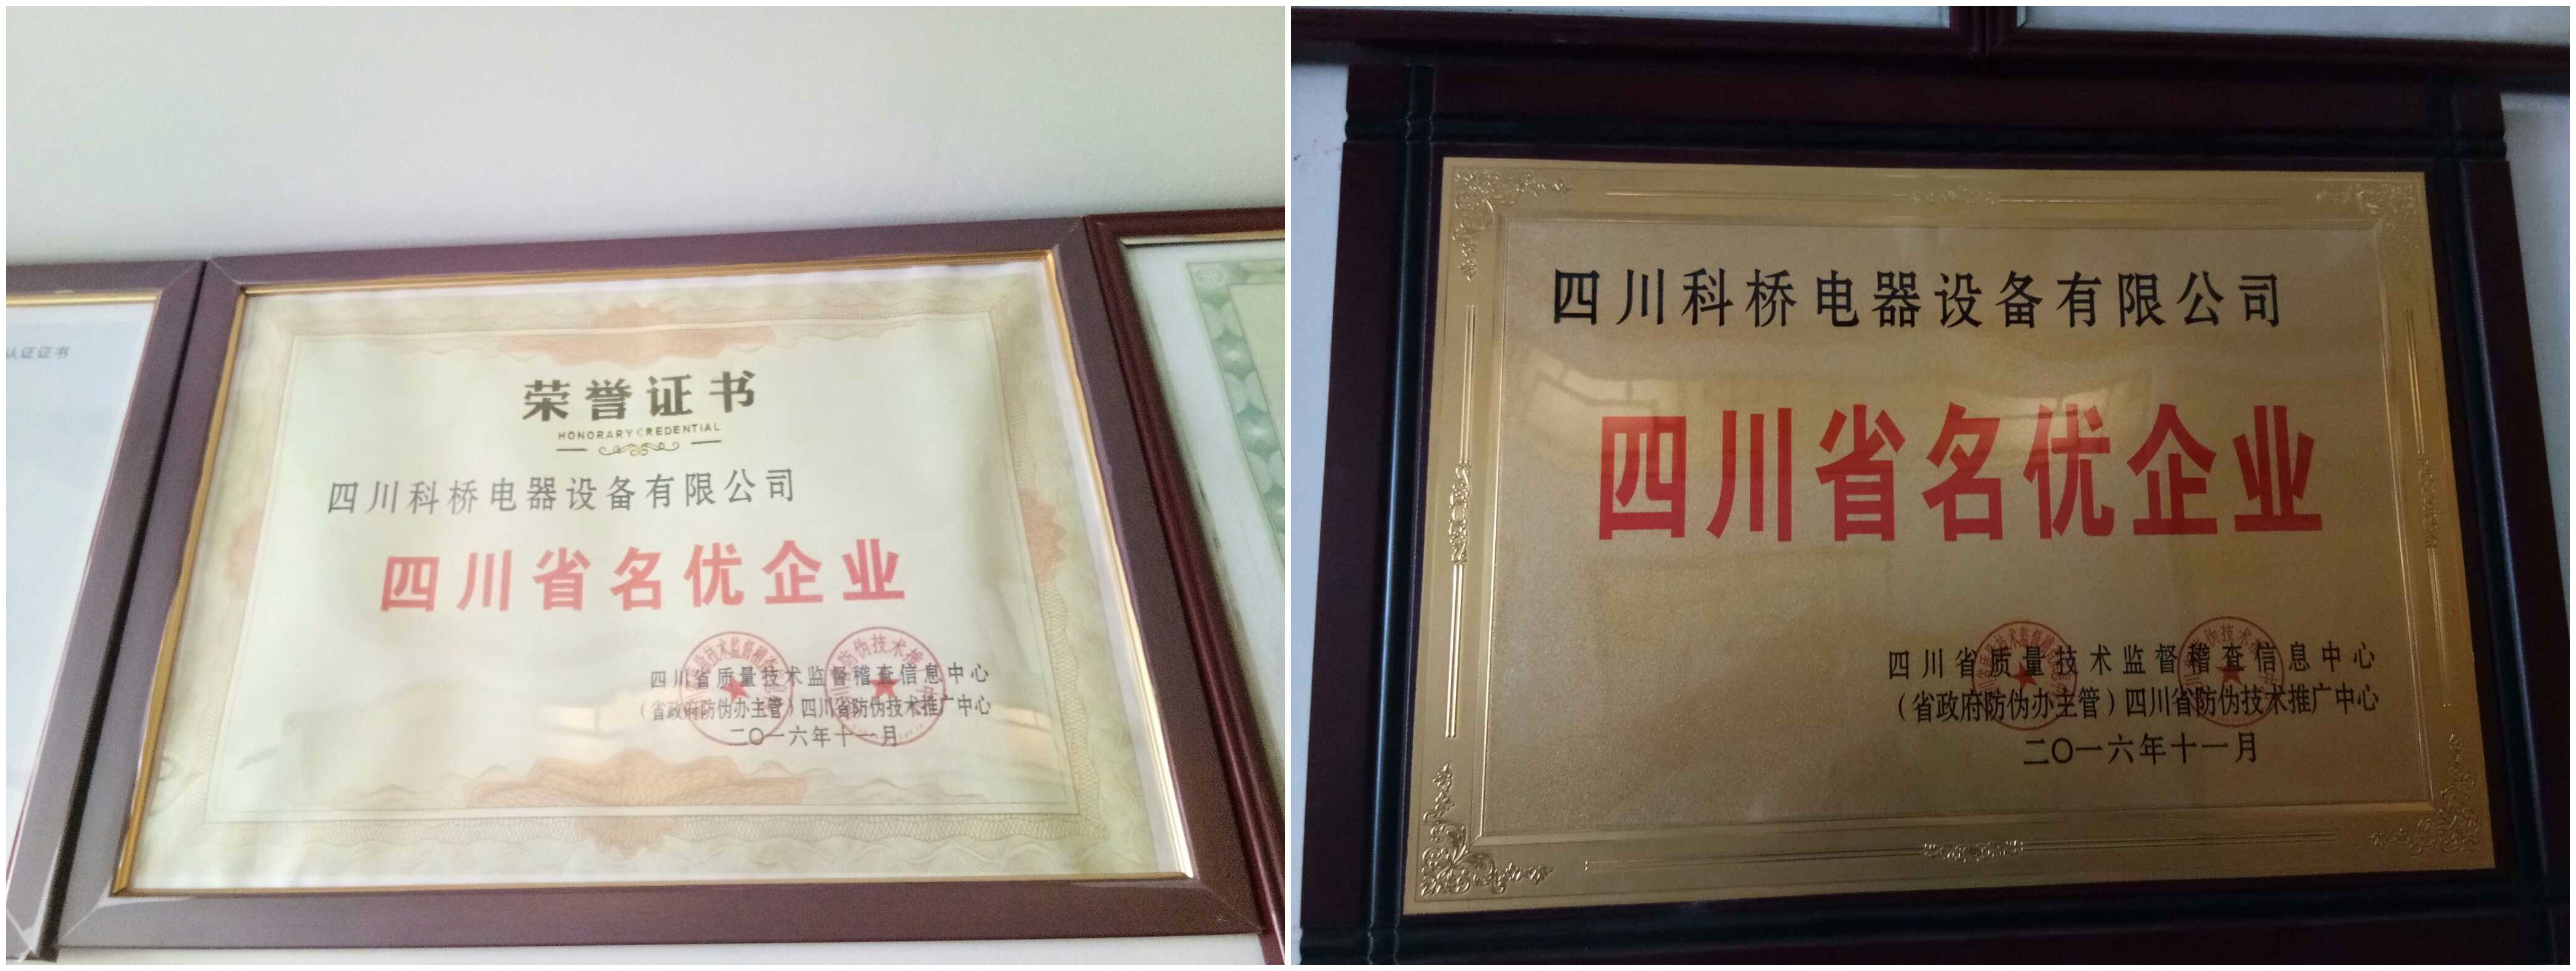 认证证书
荣誉证书
HONORARY CREDENTIAL
四川科桥电器设备有限公司
四川省名优企业
四川省质量技术监督稽查信息中心
（省政府防伪办主管）四川省防伪技术推广中心
二〇一六年十一月
四川科桥电器设备有限公司
四川省名优企业
四川省质量技术监督稽查信息中心
（省政府防伪办主管）四川省防伪技术推广中心
二〇一六年十一月